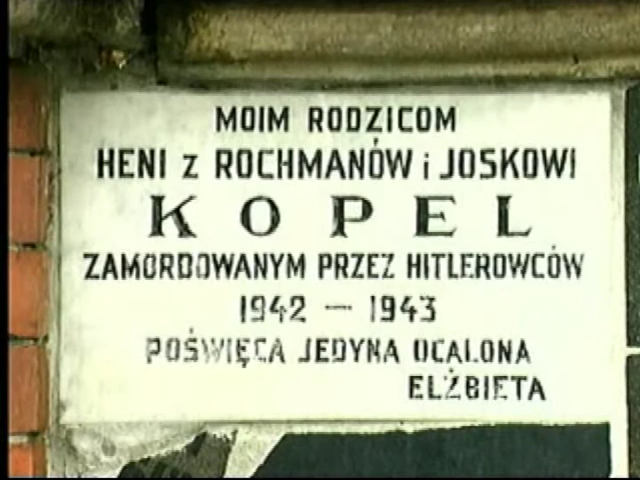 MOIM RODZICOM
HENI z ROCHMANÓW i JOSKOWI
KOPEL
ZAMORDOWANYM PRZEZ HITLEROWCÓW
1942 — 1943
POŚWIĘCA JEDYNA OCALONA
ELŻBIETA